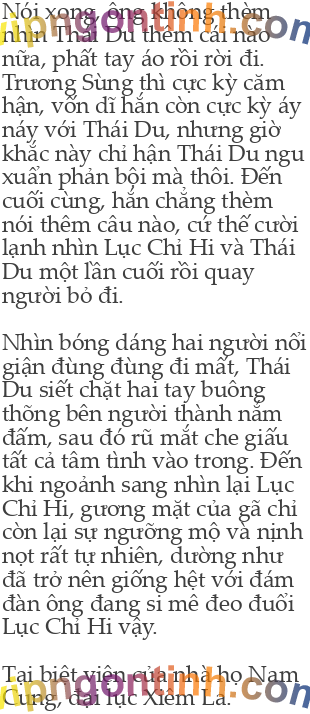 Nói xong, ông không thèm
nhìn Thái Du thêm cái nào
nữa, phất tay áo rồi rời đi.
Trương Sùng thì cực kỳ căm
hận, vốn dĩ hắn còn cực kỳ áy
náy với Thái Du, nhưng giờ
khắc này chỉ hận Thái Du ngu
xuẩn phản bội mà thôi. Đến
cuối cùng, hắn chẳng thèm
nói thêm câu nào, cứ thế cười
lạnh nhìn Lục Chỉ Hi và Thái
Du một lần cuối rồi quay
người bỏ đi.
Nhìn bóng dáng hai người nổi
giận đùng đùng đi mất, Thái
Du siết chặt hai tay buông
thõng bên người thành nắm
đấm, sau đó rũ mắt che giấu
tất cả tâm tình vào trong. Đến
khi ngoảnh sang nhìn lại Lục
Chỉ Hi, gương mặt của gã chỉ
còn lại sự ngưỡng mộ và nịnh
nọt rất tự nhiên, dường như
đã trở nên giống hệt với đám
đàn ông đang si mê đeo đuổi
Lục Chỉ Hi vậy.
Tại biệt viện của nhà họ Nam
Cung, đại lục Xiêm La.
vipngontinh.com
vipngontinh.com